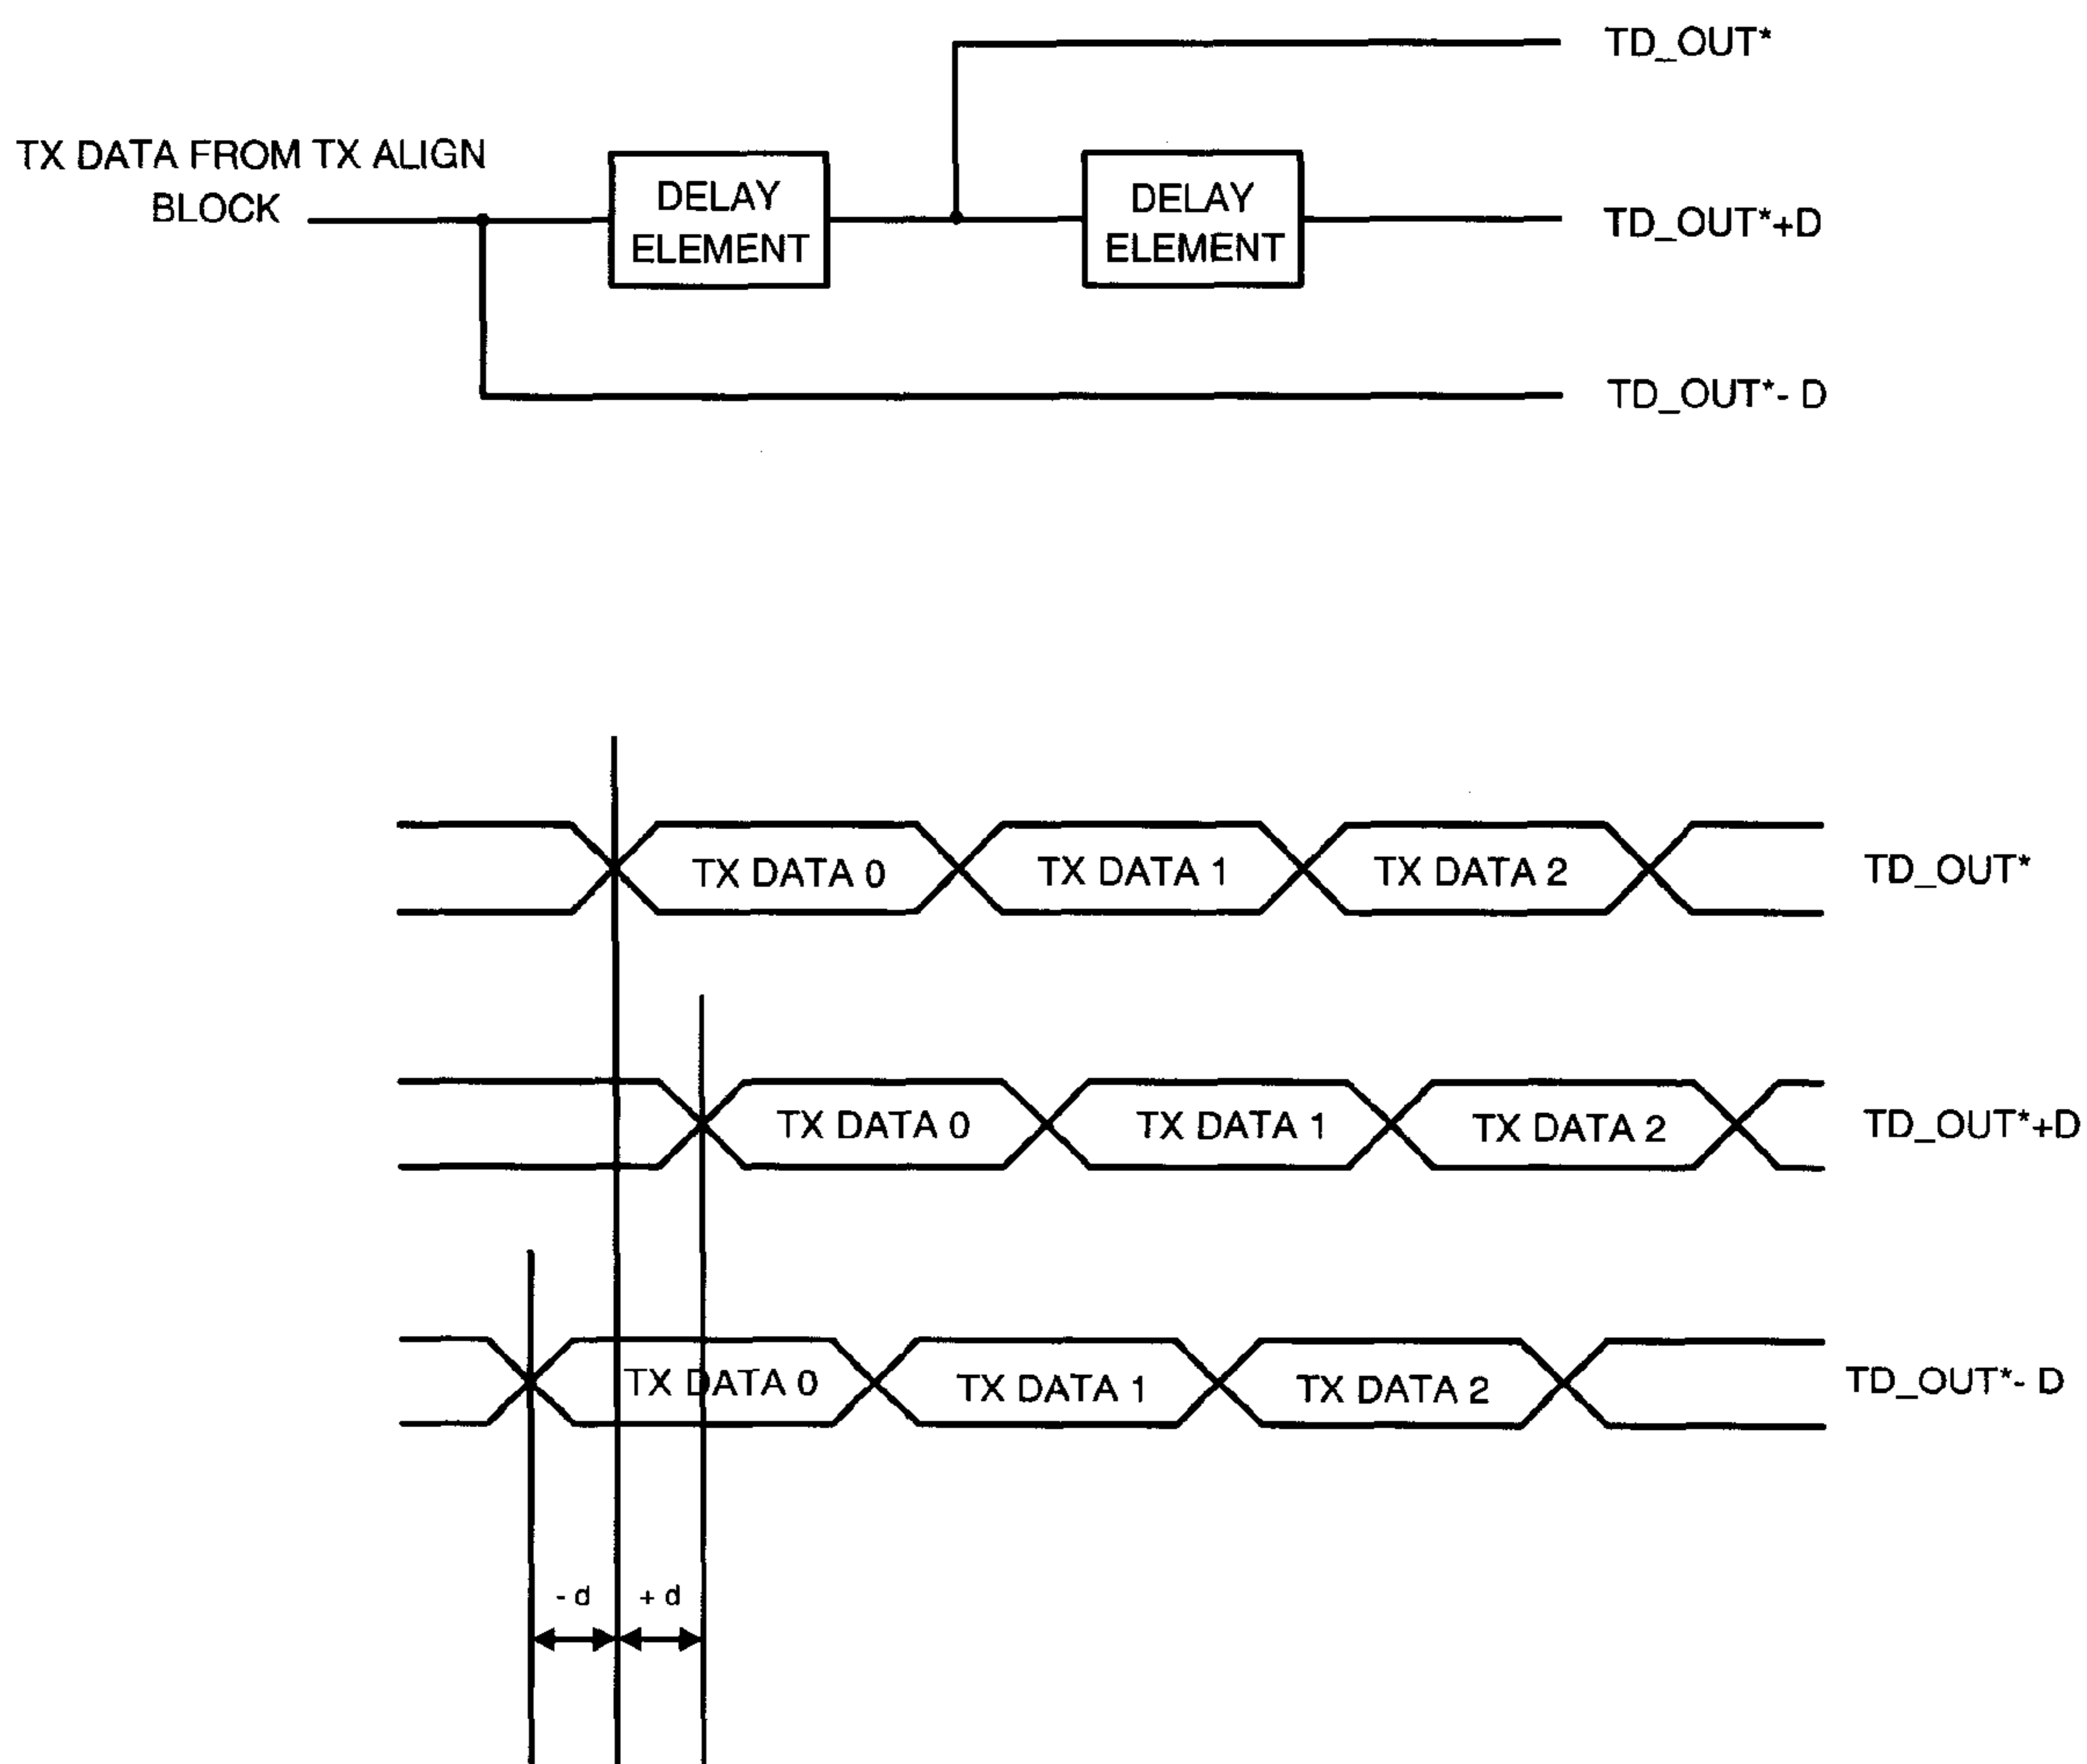 TD_OUT*
TX DATA FROM TX ALIGN
BLOCK
DELAY
ELEMENT
DELAY
ELEMENT
TD_OUT*+D
TD_OUT*- D
TX DATA 0
TX DATA 1
TX DATA 2
TD_OUT*
TX DATA 0
TX DATA 1
TX DATA 2
TD_OUT*+D
TX DATA 0
TX DATA 1
TX DATA 2
TD_OUT*- D
- d
+ d